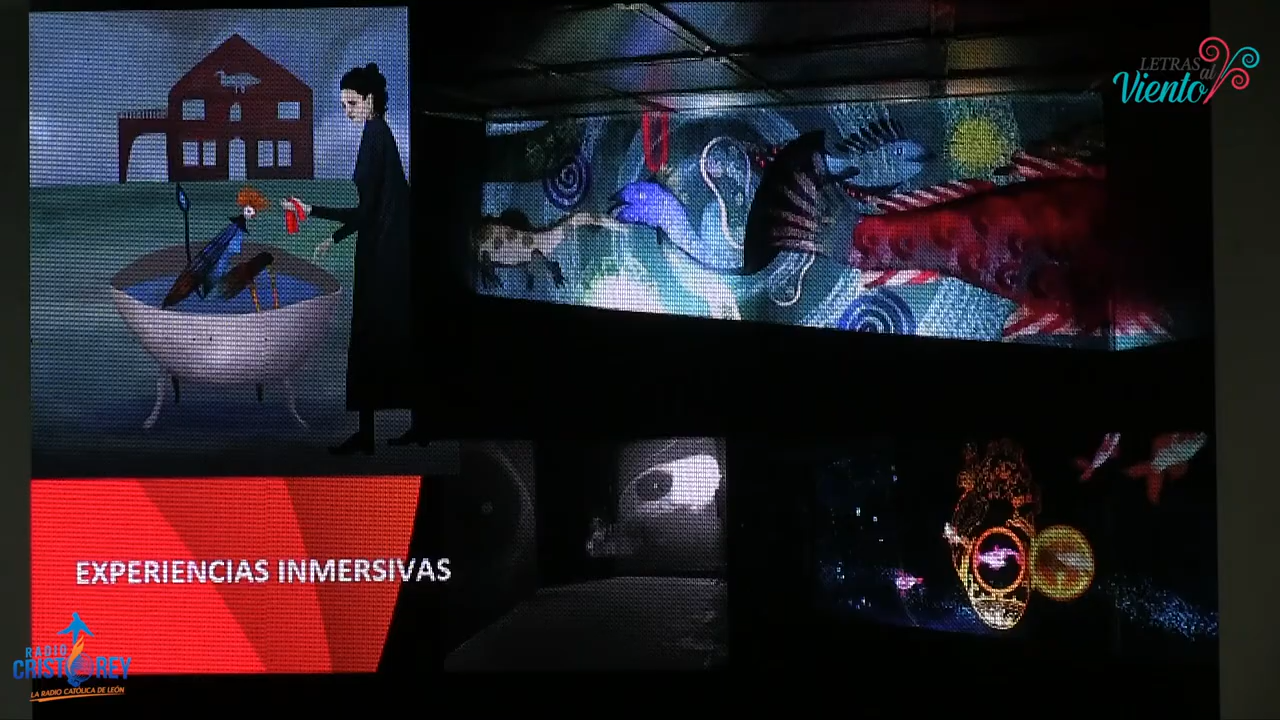 LETRAS
al
Viento
EXPERIENCIAS INMERSIVAS
RADIO
CRISTO REY
LA RADIO CATÓLICA DE LEÓN